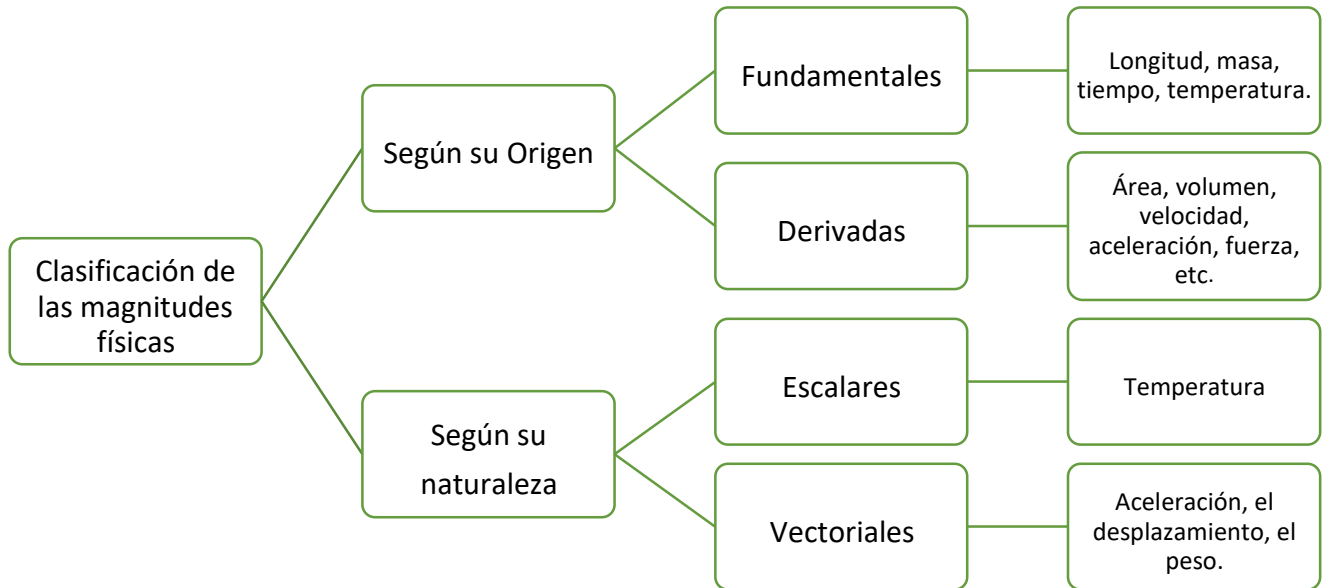 Clasificación de
las magnitudes
físicas
Según su Origen
Fundamentales
Longitud, masa,
tiempo, temperatura.
Derivadas
Área, volumen,
velocidad,
aceleración, fuerza,
etc.
Según su
naturaleza
Escalares
Temperatura
Vectoriales
Aceleración, el
desplazamiento, el
peso.